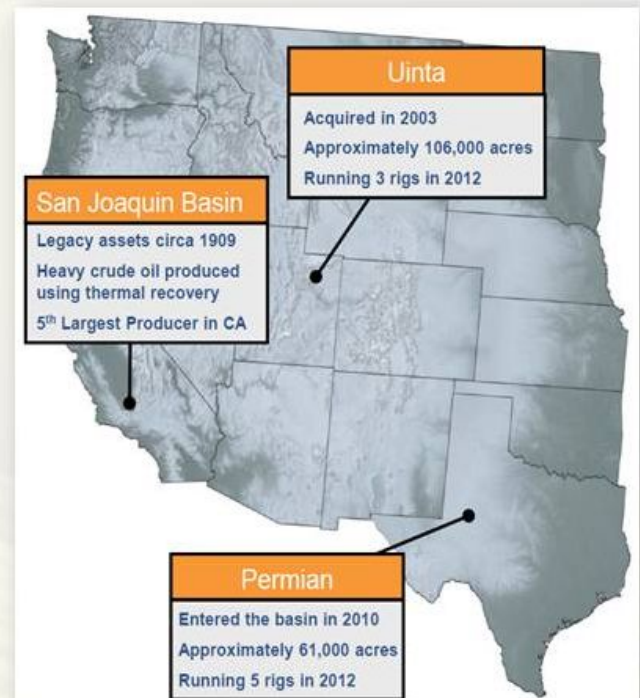 Uinta
Acquired in 2003
Approximately 106,000 acres
Running 3 rigs in 2012
San Joaquin Basin
Legacy assets circa 1909
Heavy crude oil produced
using thermal recovery
5th Largest Producer in CA
Permian
Entered the basin in 2010
Approximately 61,000 acres
Running 5 rigs in 2012